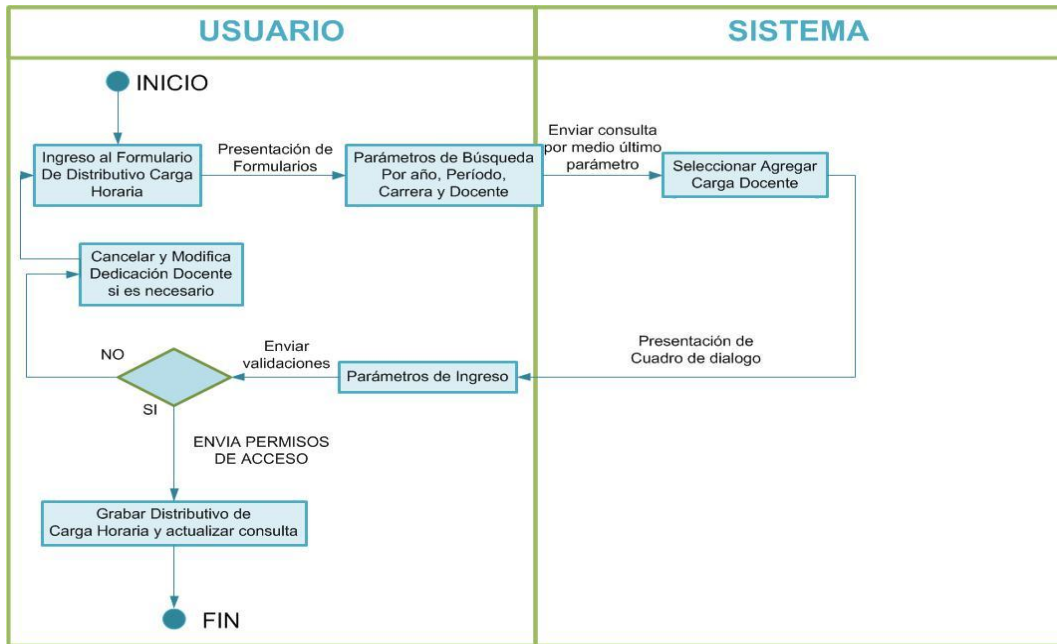 USUARIO
SISTEMA
INICIO
Ingreso al Formulario
De Distributivo Carga
Horaria
Presentación de
Formularios
Parámetros de Búsqueda
Por año, Período,
Carrera y Docente
Enviar consulta
por medio último
parámetro
Seleccionar Agregar
Carga Docente
Cancelar y Modifica
Dedicación Docente
si es necesario
Presentación de
Cuadro de dialogo
Parámetros de Ingreso
Enviar
validaciones
NO
SI
ENVIA PERMISOS
DE ACCESO
Grabar Distributivo de
Carga Horaria y actualizar consulta
FIN